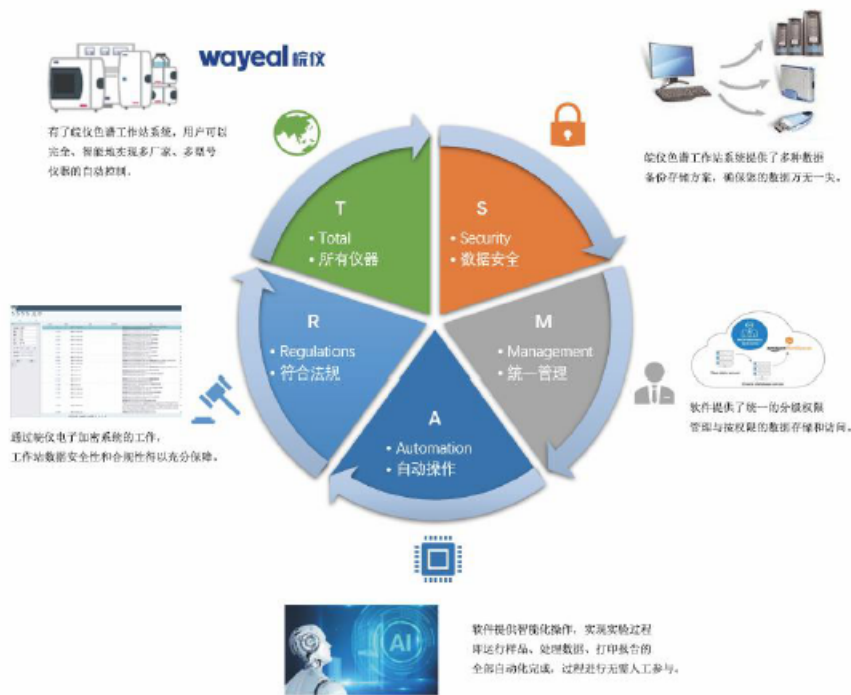 wayeal 皖仪
有了皖仪色谱工作站系统，用户可以
完全、智能地实现多厂家、多型号
仪器的自动控制.
皖仪色谱工作站系统提供了多种数据
备份存储方案，确保您的数据万无一失。
T
• Total
• 所有仪器
S
• Security
• 数据安全
R
• Regulations
• 符合法规
M
• Management
• 统一管理
A
• Automation
• 自动操作
通过皖仪电子加密系统的工作，
工作站数据安全性和合规性得以充分保障。
软件提供了统一的分级权限
管理与按权限的数据存储和访问。
AI
软件提供智能化操作，实现实验过程
即运行样品、处理数据、打印报告的
全部自动化完成，过程进行无需人工参与。